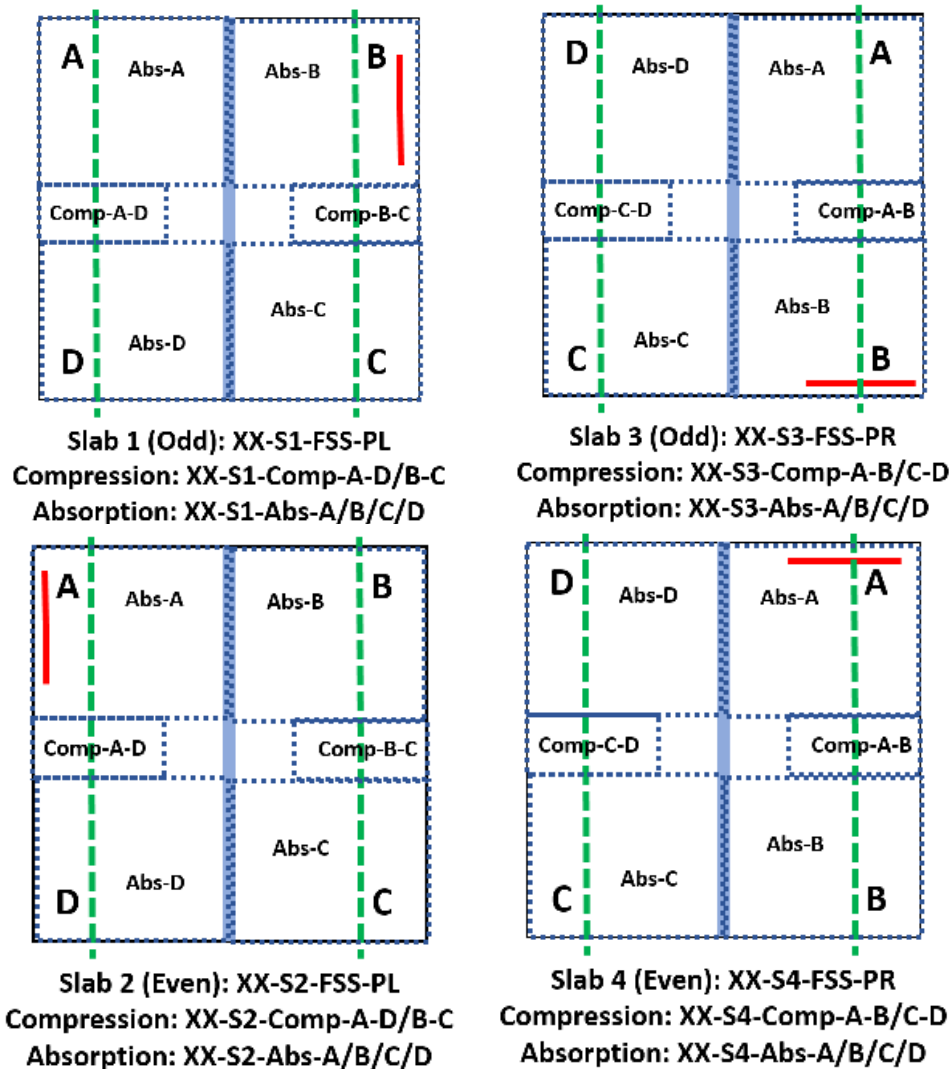 A Abs-A Abs-B B
Comp-A-D Comp-B-C
Abs-C
Abs-D
D C
Slab 1 (Odd): XX-S1-FSS-PL
Compression: XX-S1-Comp-A-D/B-C
Absorption: XX-S1-Abs-A/B/C/D
D Abs-D Abs-A A
Comp-C-D Comp-A-B
Abs-B
Abs-C
C B
Slab 3 (Odd): XX-S3-FSS-PR
Compression: XX-S3-Comp-A-B/C-D
Absorption: XX-S3-Abs-A/B/C/D
A Abs-A Abs-B B
Comp-A-D Comp-B-C
Abs-C
Abs-D
D C
Slab 2 (Even): XX-S2-FSS-PL
Compression: XX-S2-Comp-A-D/B-C
Absorption: XX-S2-Abs-A/B/C/D
D Abs-D Abs-A A
Comp-C-D Comp-A-B
Abs-B
Abs-C
C B
Slab 4 (Even): XX-S4-FSS-PR
Compression: XX-S4-Comp-A-B/C-D
Absorption: XX-S4-Abs-A/B/C/D